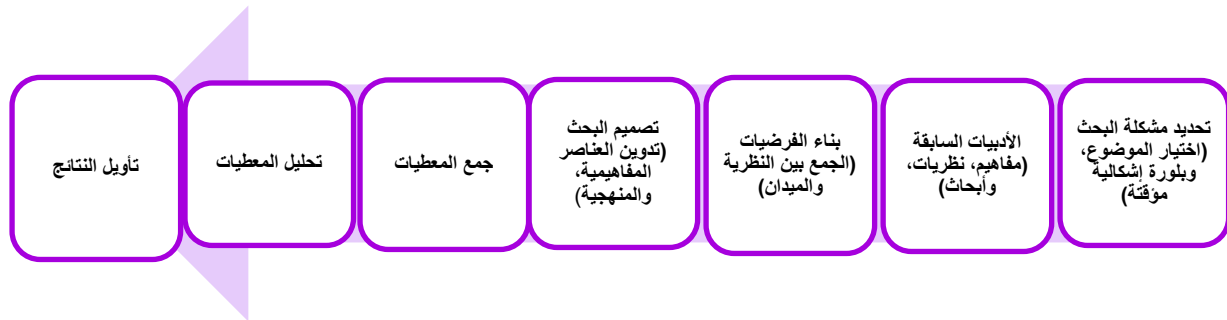 تحديد مشكلة البحث
(اختيار الموضوع،
وبلورة إشكالية
مؤقتة)
الأدبيات السابقة
(مفاهيم، نظريات،
وأبحاث)
بناء الفرضيات
(الجمع بين النظرية
والميدان)
تصميم البحث
(تدوين العناصر
المفاهيمية،
والمنهجية)
جمع المعطيات
تحليل المعطيات
تأويل النتائج